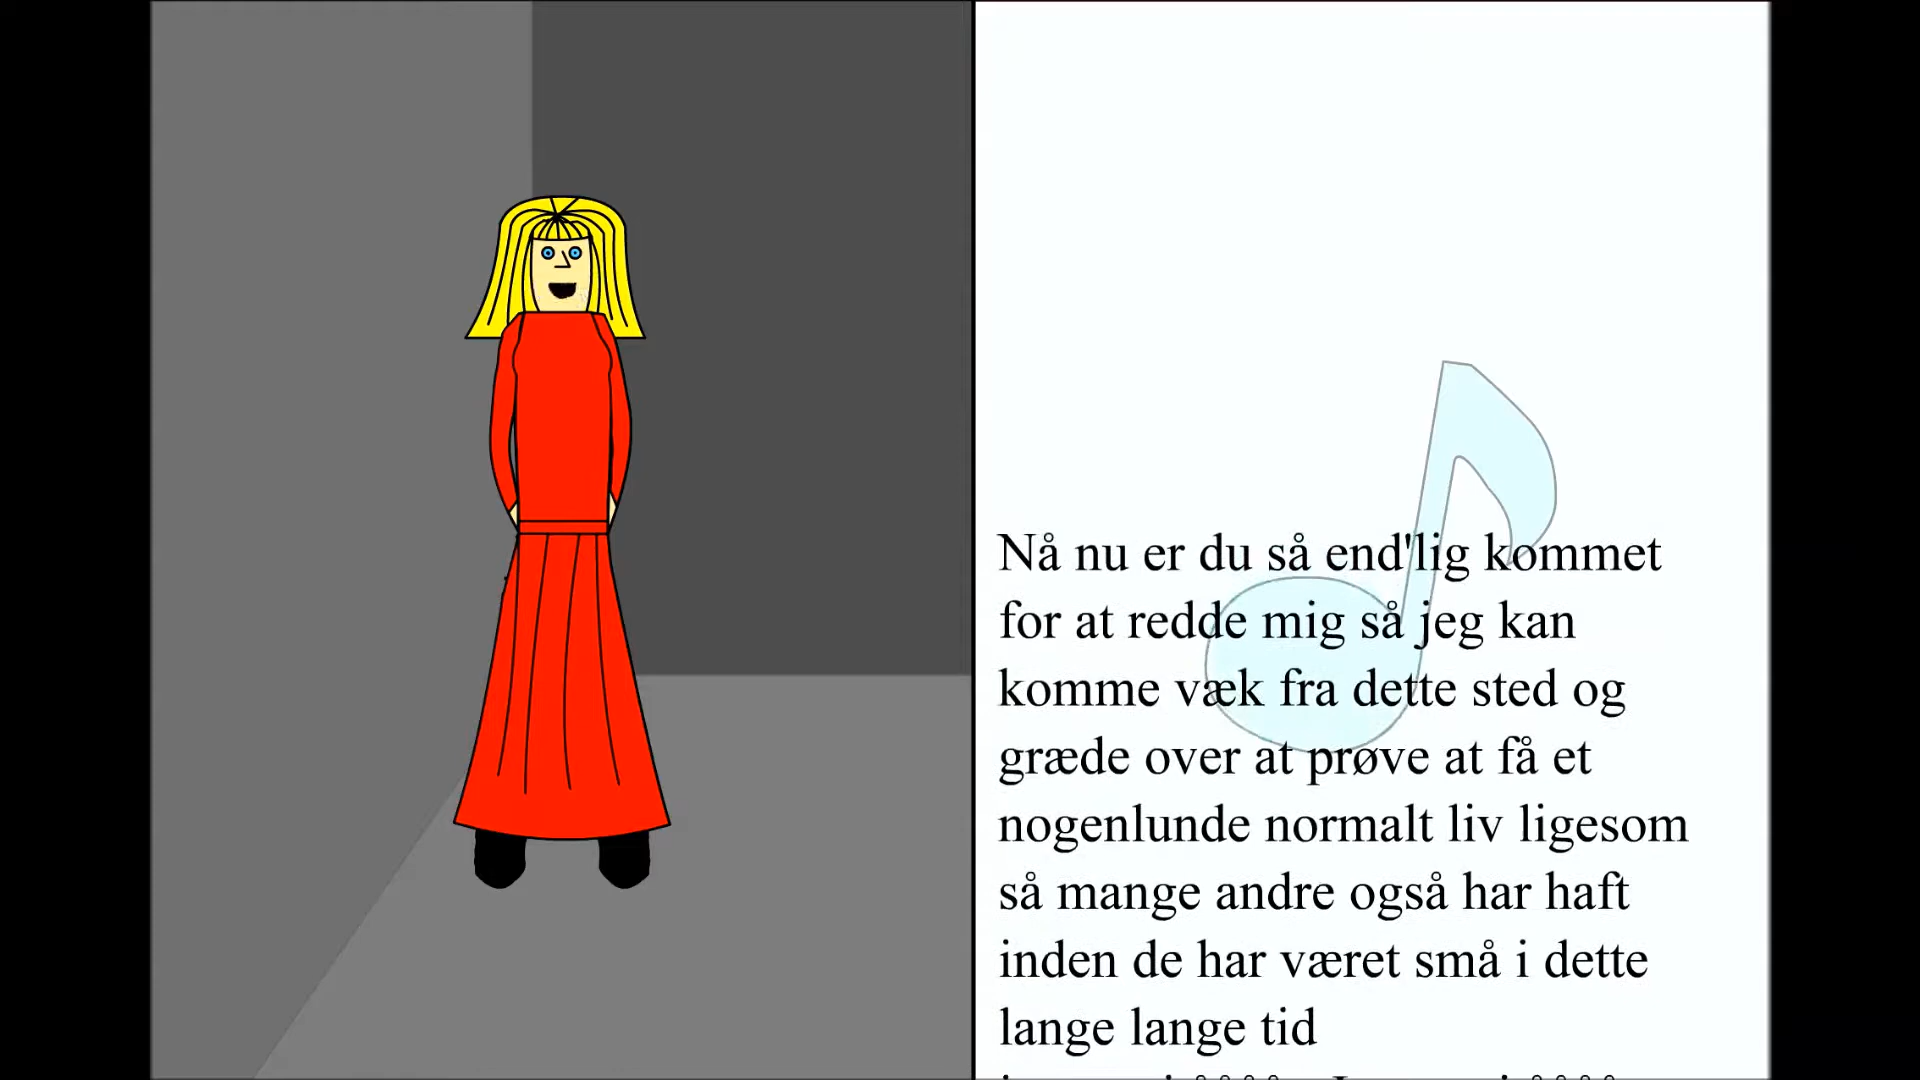 Nå nu er du så end'lig kommet
for at redde mig så jeg kan
komme væk fra dette sted og
græde over at prøve at få et
nogenlunde normalt liv ligesom
så mange andre også har haft
inden de har været små i dette
lange lange tid